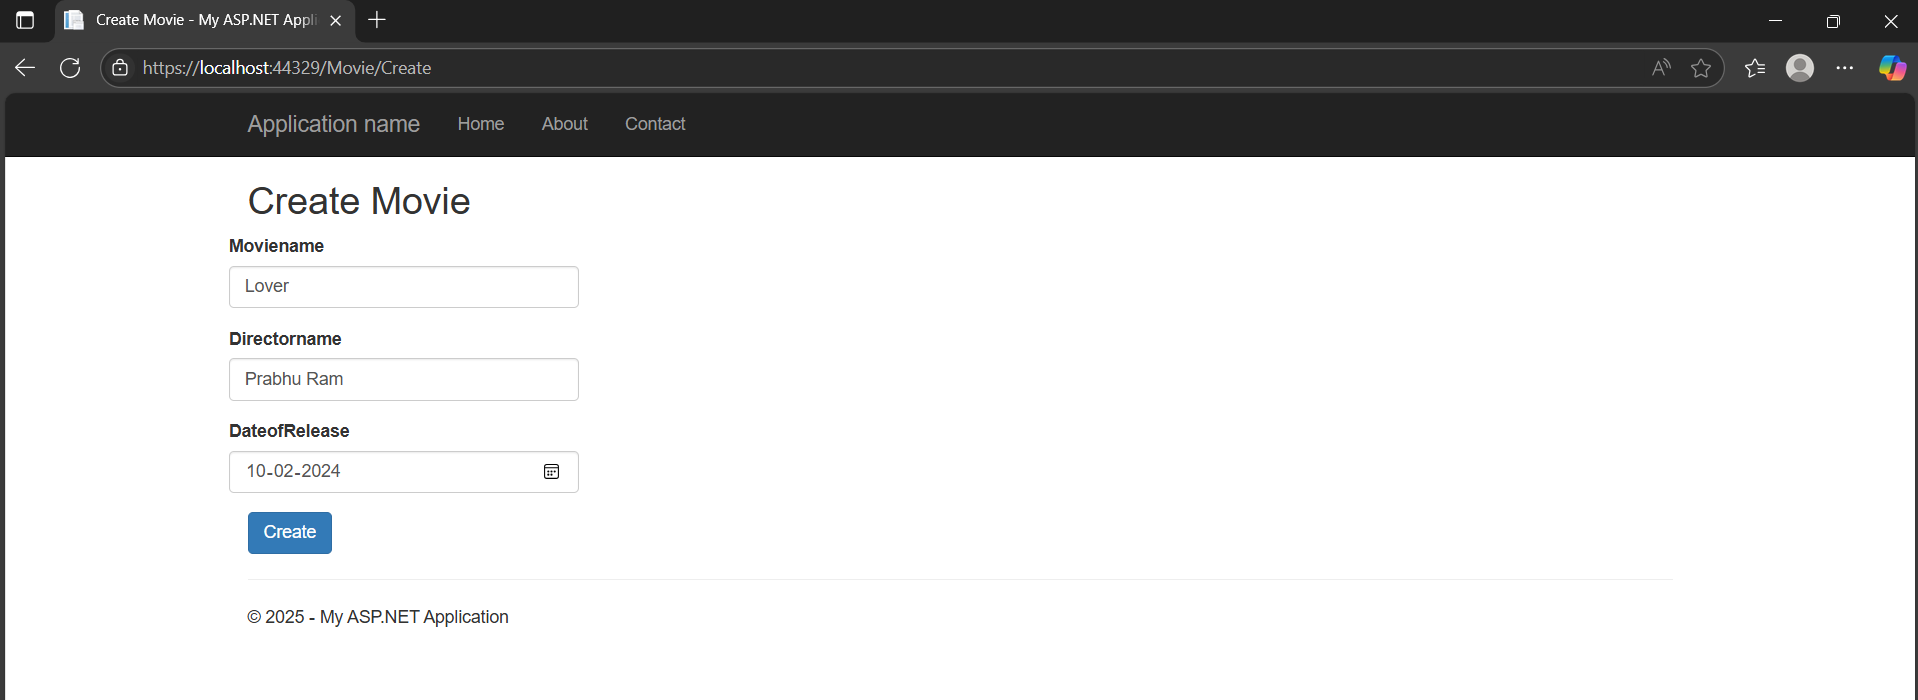 Create Movie - My ASP.NET Appli
https://localhost:44329/Movie/Create
Application name Home About Contact
Create Movie
Moviename
Lover
Directorname
Prabhu Ram
DateofRelease
10-02-2024
Create
© 2025 - My ASP.NET Application